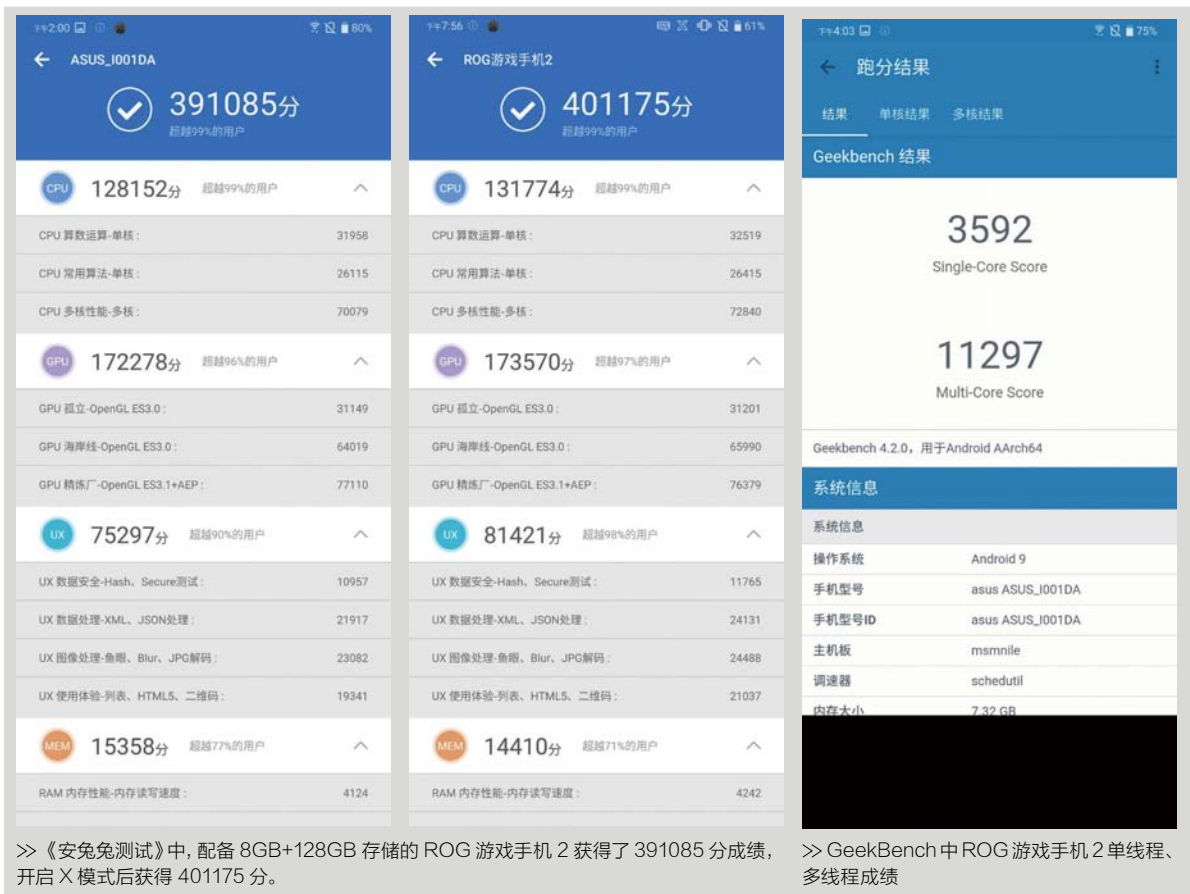 下午2:00
80%
ASUS_I001DA
391085分
超越99%的用户
CPU 128152分 超越99%的用户
CPU 算数运算-单核: 31958
CPU 常用算法-单核: 26115
CPU 多核性能-多核: 70079
GPU 172278分 超越96%的用户
GPU 孤立-OpenGL ES3.0: 31149
GPU 海岸线-OpenGL ES3.0: 64019
GPU 精炼厂-OpenGL ES3.1+AEP: 77110
UX 75297分 超越90%的用户
UX 数据安全-Hash、Secure测试: 10957
UX 数据处理-XML、JSON处理: 21917
UX 图像处理-鱼眼、Blur、JPG解码: 23082
UX 使用体验-列表、HTML5、二维码: 19341
MEM 15358分 超越77%的用户
RAM 内存性能-内存读写速度: 4124
下午7:56
61%
ROG游戏手机2
401175分
超越99%的用户
CPU 131774分 超越99%的用户
CPU 算数运算-单核: 32519
CPU 常用算法-单核: 26415
CPU 多核性能-多核: 72840
GPU 173570分 超越97%的用户
GPU 孤立-OpenGL ES3.0: 31201
GPU 海岸线-OpenGL ES3.0: 65990
GPU 精炼厂-OpenGL ES3.1+AEP: 76379
UX 81421分 超越98%的用户
UX 数据安全-Hash、Secure测试: 11765
UX 数据处理-XML、JSON处理: 24131
UX 图像处理-鱼眼、Blur、JPG解码: 24488
UX 使用体验-列表、HTML5、二维码: 21037
MEM 14410分 超越71%的用户
RAM 内存性能-内存读写速度: 4242
下午4:03
75%
跑分结果
结果 单核结果 多核结果
Geekbench 结果
3592
Single-Core Score
11297
Multi-Core Score
Geekbench 4.2.0，用于Android AArch64
系统信息
系统信息
操作系统 Android 9
手机型号 asus ASUS_I001DA
手机型号ID asus ASUS_I001DA
主机板 msmnile
调速器 schedutil
内存大小 7.32 GB
>>《安兔兔测试》中，配备 8GB+128GB 存储的 ROG 游戏手机 2 获得了 391085 分成绩，
开启 X 模式后获得 401175 分。
>> GeekBench 中 ROG 游戏手机 2 单线程、
多线程成绩